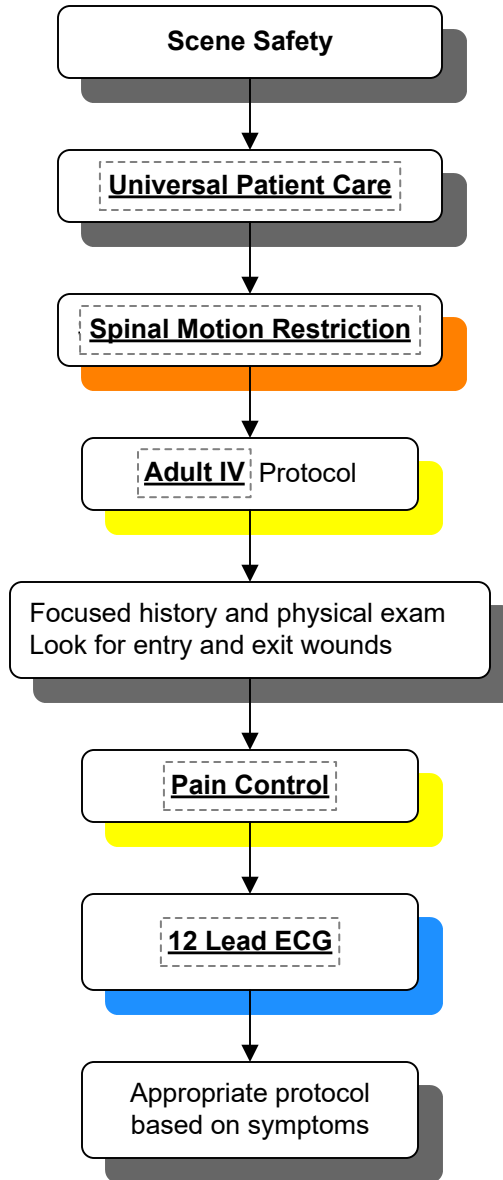 Scene Safety
Universal Patient Care
Spinal Motion Restriction
Adult IV Protocol
Focused history and physical exam
Look for entry and exit wounds
Pain Control
12 Lead ECG
Appropriate protocol
based on symptoms